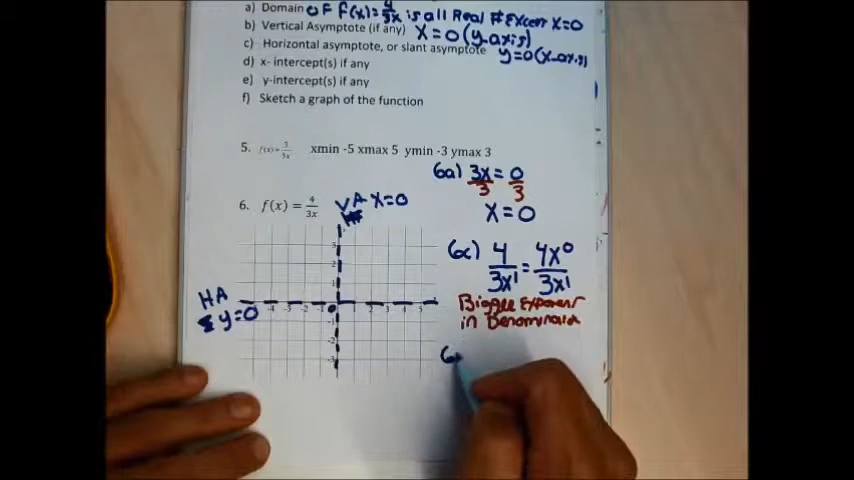 a) Domain OF F(x)=4/3x is all Real # Except X=0
b) Vertical Asymptote (if any) X=0 (y-axis)
c) Horizontal asymptote, or slant asymptote y=0 (x-axis)
d) x- intercept(s) if any
e) y-intercept(s) if any
f) Sketch a graph of the function
5. f(x)= 3/5x xmin -5 xmax 5 ymin -3 ymax 3
6a) 3x/3 = 0/3
X=0
6. f(x) = 4/3x VA X=0
6c) 4/3x¹ = 4x⁰/3x¹
Bigger Exponent
in Denominator
HA
y=0